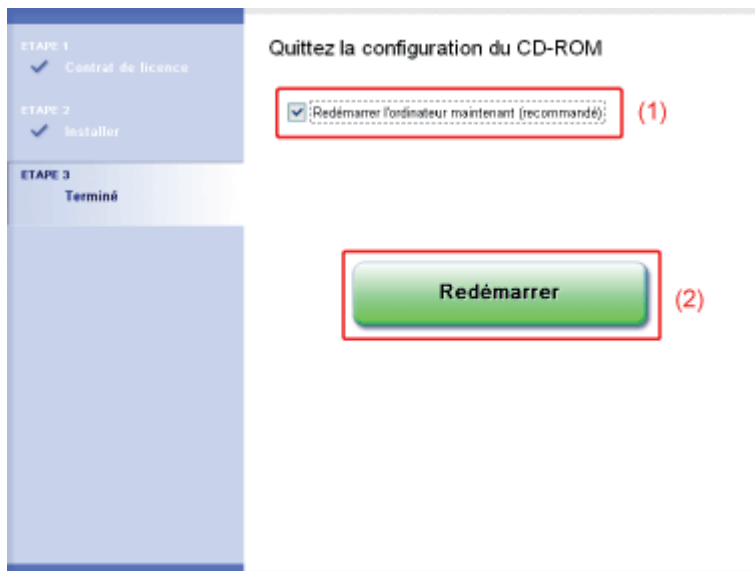 ETAPE 1
Contrat de licence
ETAPE 2
Installer
ETAPE 3
Terminé
Quittez la configuration du CD-ROM
Redémarrer l'ordinateur maintenant (recommandé)
(1)
Redémarrer
(2)